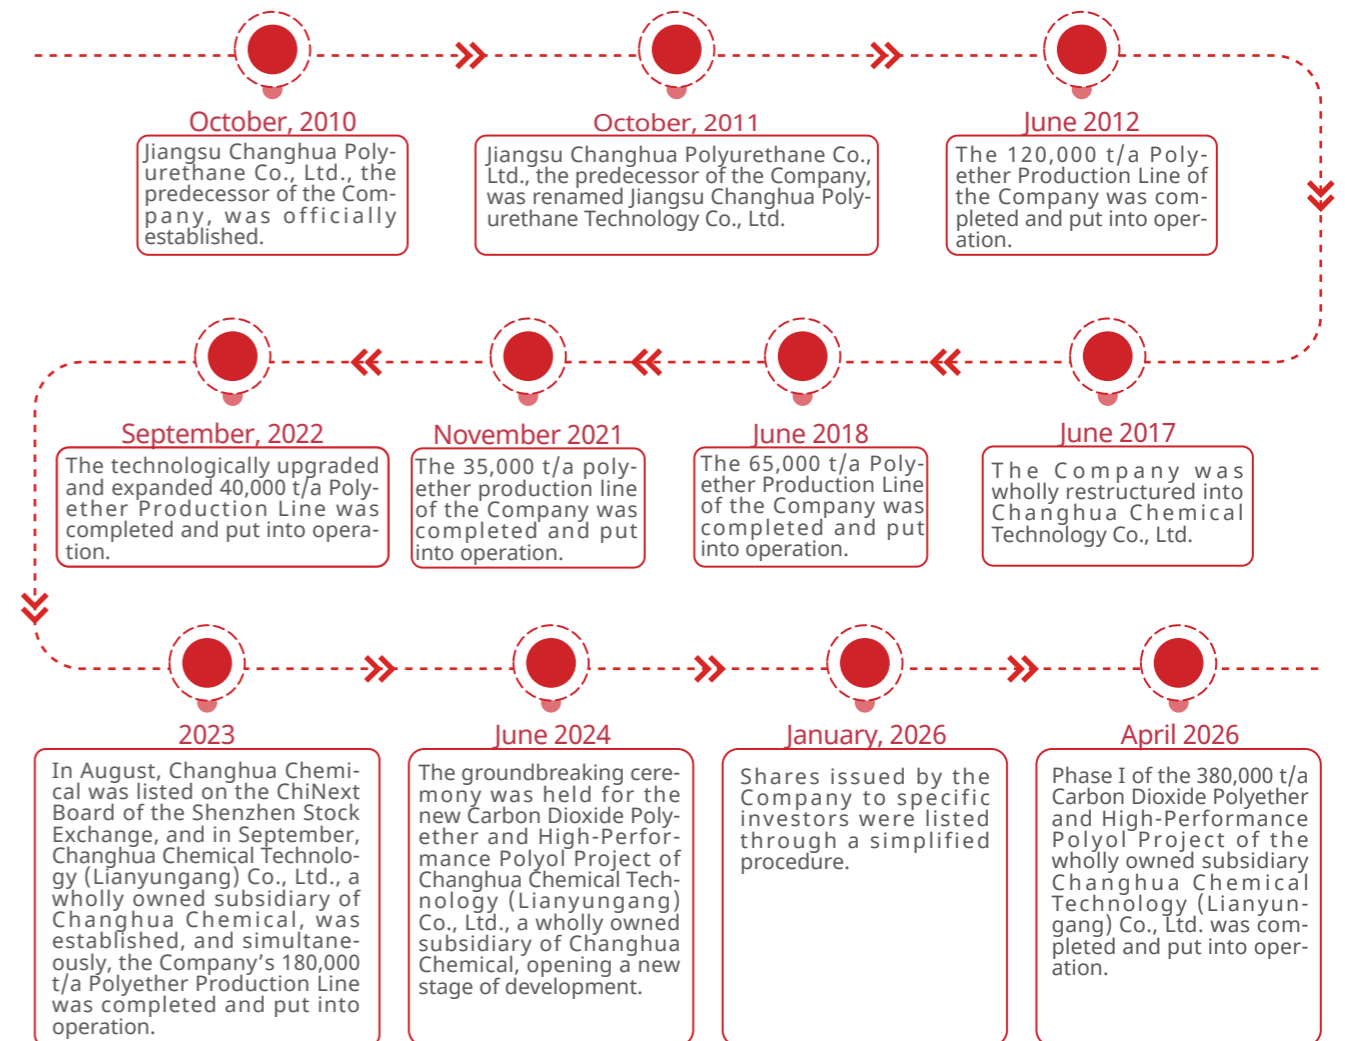 October, 2010
Jiangsu Changhua Poly-
urethane Co., Ltd., the
predecessor of the Com-
pany, was officially
established.
October, 2011
Jiangsu Changhua Polyurethane Co.,
Ltd., the predecessor of the Company,
was renamed Jiangsu Changhua Poly-
urethane Technology Co., Ltd.
June 2012
The 120,000 t/a Poly-
ether Production Line of
the Company was com-
pleted and put into oper-
ation.
June 2017
The Company was
wholly restructured into
Changhua Chemical
Technology Co., Ltd.
June 2018
The 65,000 t/a Poly-
ether Production Line
of the Company was
completed and put
into operation.
November 2021
The 35,000 t/a poly-
ether production line
of the Company was
completed and put
into operation.
September, 2022
The technologically upgraded
and expanded 40,000 t/a Poly-
ether Production Line was
completed and put into opera-
tion.
2023
In August, Changhua Chemi-
cal was listed on the ChiNext
Board of the Shenzhen Stock
Exchange, and in September,
Changhua Chemical Technolo-
gy (Lianyungang) Co., Ltd., a
wholly owned subsidiary of
Changhua Chemical, was
established, and simultane-
ously, the Company’s 180,000
t/a Polyether Production Line
was completed and put into
operation.
June 2024
The groundbreaking cere-
mony was held for the
new Carbon Dioxide Poly-
ether and High-Perfor-
mance Polyol Project of
Changhua Chemical Tech-
nology (Lianyungang)
Co., Ltd., a wholly owned
subsidiary of Changhua
Chemical, opening a new
stage of development.
January, 2026
Shares issued by the
Company to specific
investors were listed
through a simplified
procedure.
April 2026
Phase I of the 380,000 t/a
Carbon Dioxide Polyether
and High-Performance
Polyol Project of the
wholly owned subsidiary
Changhua Chemical
Technology (Lianyun-
gang) Co., Ltd. was com-
pleted and put into oper-
ation.